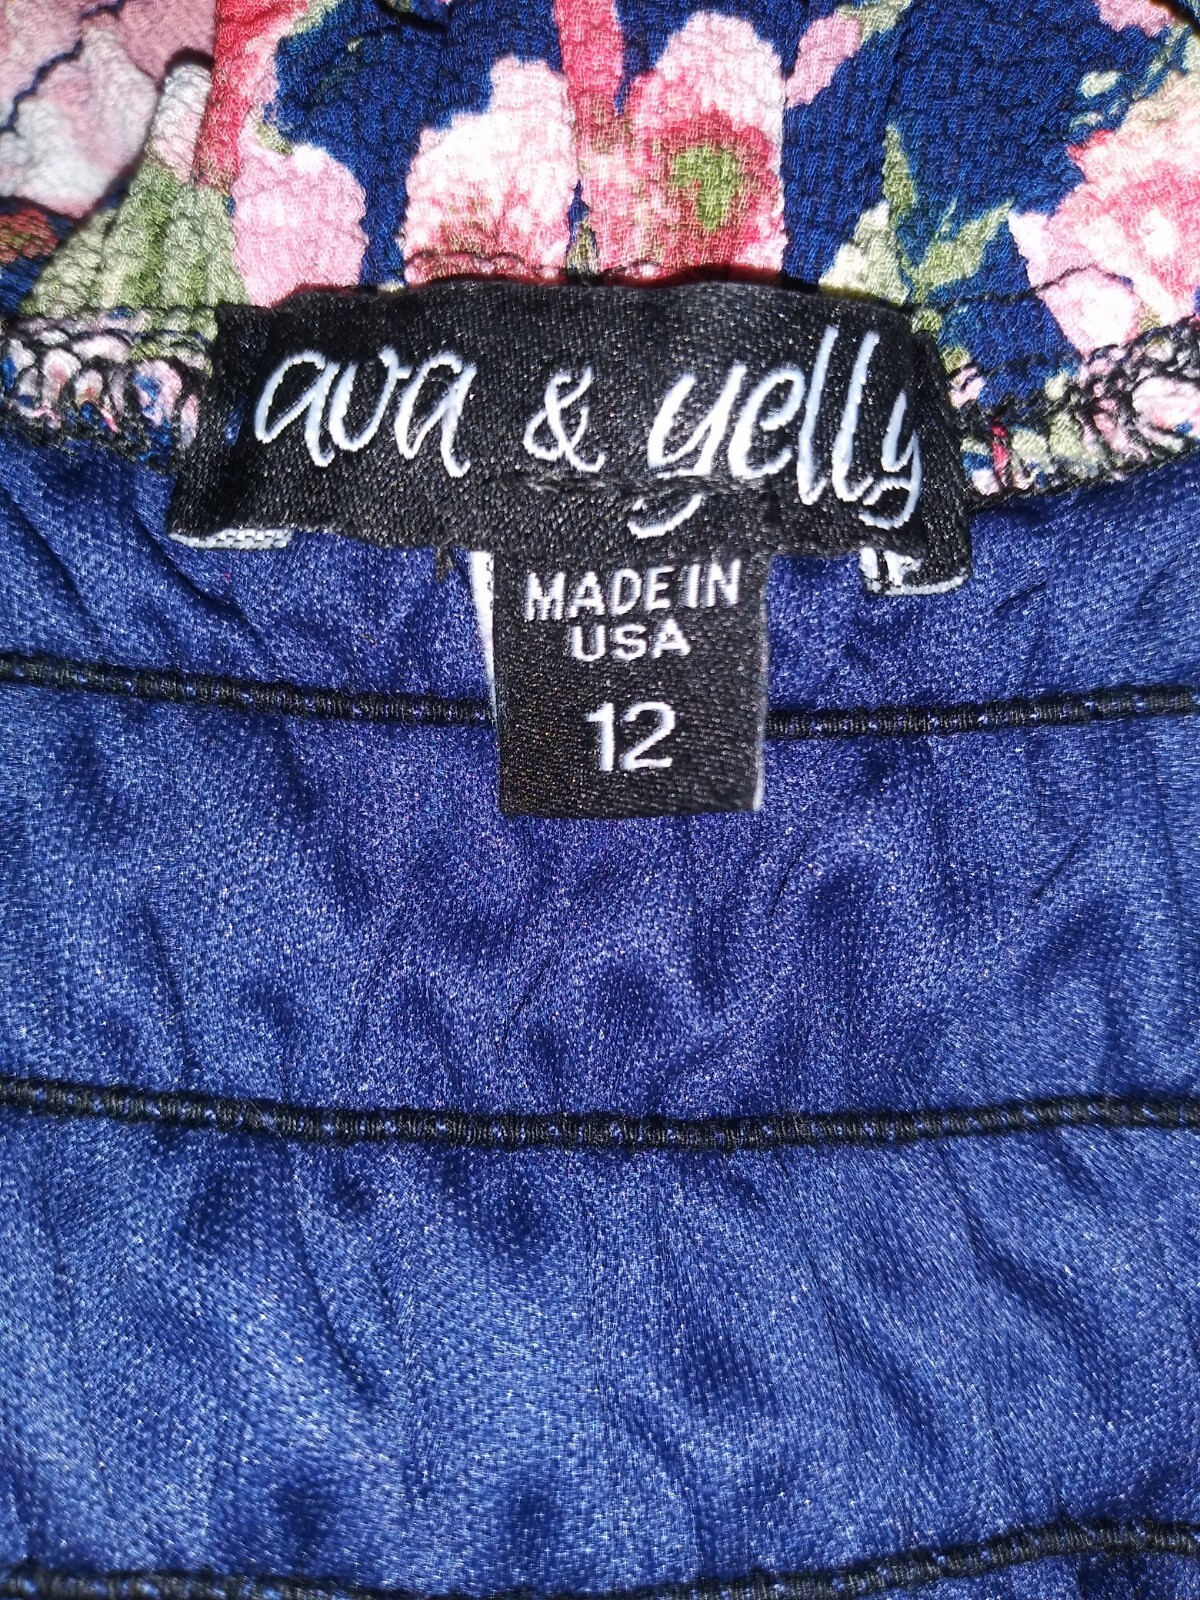 ava & yelly
MADE IN
USA
12